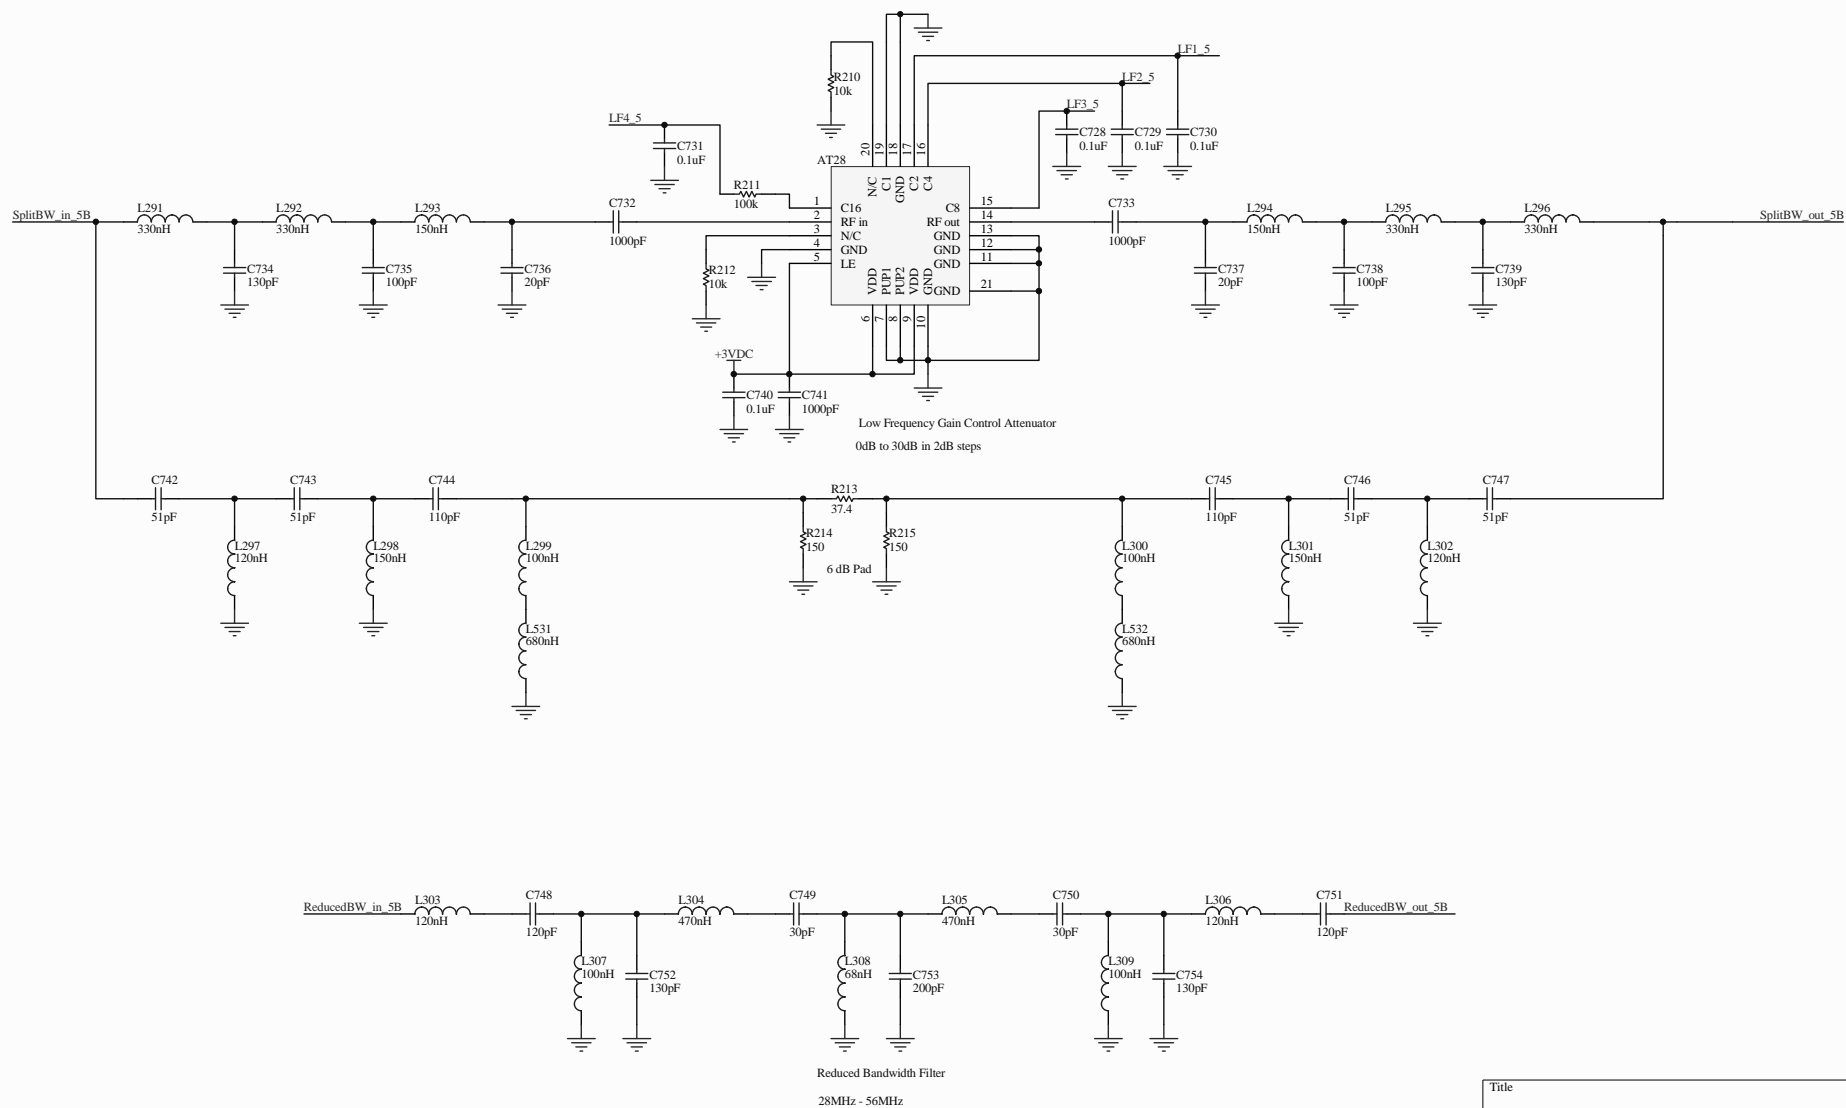 LF1_5
R210
10k
LF2_5
LF3_5
LF4_5
C731
0.1uF
C728
0.1uF
C729
0.1uF
C730
0.1uF
AT28
20
19
18
17
16
N/C
C1
GND
C2
C4
R211
100k
1
C16
15
C8
SplitBW_in_5B
L291
330nH
L292
330nH
L293
150nH
C732
1000pF
2
RF in
14
RF out
C733
1000pF
L294
150nH
L295
330nH
L296
330nH
SplitBW_out_5B
3
N/C
13
GND
4
GND
12
GND
5
LE
11
GND
21
GND
C734
130pF
C735
100pF
C736
20pF
R212
10k
VDD
PUP1
PUP2
VDD
GND
6
7
8
9
10
C737
20pF
C738
100pF
C739
130pF
+3VDC
C740
0.1uF
C741
1000pF
Low Frequency Gain Control Attenuator
0dB to 30dB in 2dB steps
C742
51pF
C743
51pF
C744
110pF
R213
37.4
C745
110pF
C746
51pF
C747
51pF
L297
120nH
L298
150nH
L299
100nH
R214
150
R215
150
6 dB Pad
L300
100nH
L301
150nH
L302
120nH
L531
680nH
L532
680nH
ReducedBW_in_5B
L303
120nH
C748
120pF
L304
470nH
C749
30pF
L305
470nH
C750
30pF
L306
120nH
C751
120pF
ReducedBW_out_5B
L307
100nH
C752
130pF
L308
68nH
C753
200pF
L309
100nH
C754
130pF
Reduced Bandwidth Filter
28MHz - 56MHz
Title